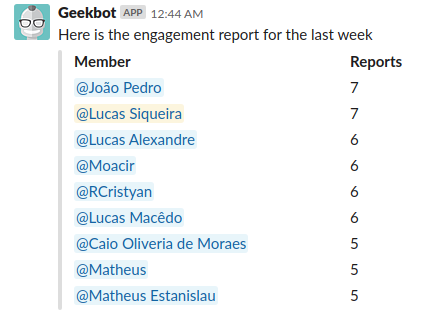 Geekbot APP 12:44 AM
Here is the engagement report for the last week
Member Reports
@João Pedro 7
@Lucas Siqueira 7
@Lucas Alexandre 6
@Moacir 6
@RCristyan 6
@Lucas Macêdo 6
@Caio Oliveria de Moraes 5
@Matheus 5
@Matheus Estanislau 5